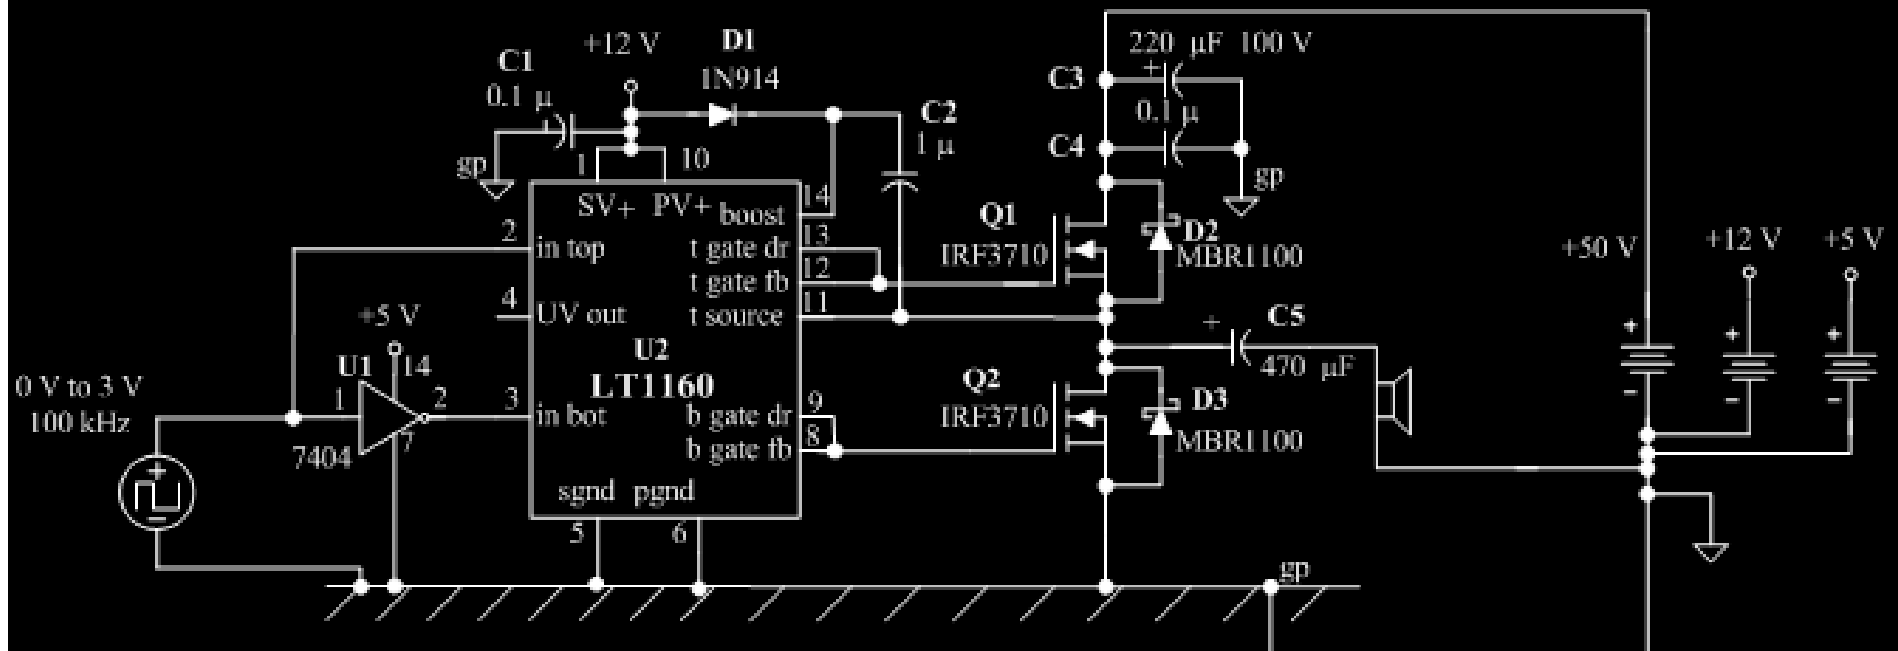 +12 V
D1
1N914
C1
0.1 µ
gp
C2
1 µ
220 µF 100 V
+
C3
0.1 µ
C4
gp
1
10
SV+ PV+
boost
14
2
in top
t gate dr
13
t gate fb
12
4
UV out
t source
11
U2
LT1160
3
in bot
b gate dr
9
b gate fb
8
sgnd pgnd
5
6
+5 V
U1
14
1
2
7404
7
0 V to 3 V
100 kHz
+
−
Q1
IRF3710
D2
MBR1100
+
C5
470 µF
Q2
IRF3710
D3
MBR1100
+50 V
+12 V
+5 V
+
+
+
-
-
-
gp